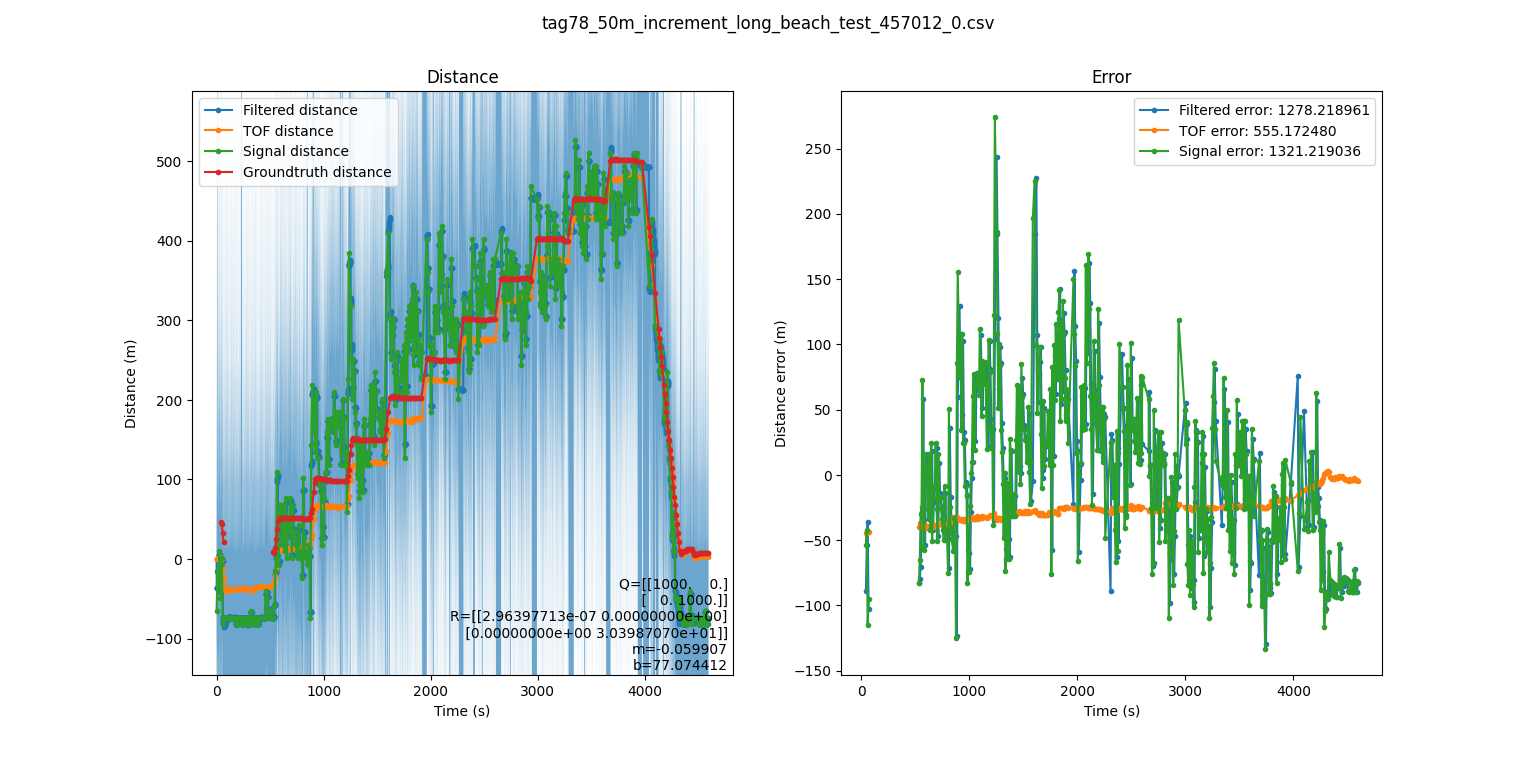 tag78_50m_increment_long_beach_test_457012_0.csv
Distance
Filtered distance
TOF distance
Signal distance
Groundtruth distance
Distance (m)
500
400
300
200
100
0
−100
0 1000 2000 3000 4000
Time (s)
Q=[[1000. 0.]
[ 0. 1000.]]
R=[[2.96397713e-07 0.00000000e+00]
[0.00000000e+00 3.03987070e+01]]
m=-0.059907
b=77.074412
Error
Filtered error: 1278.218961
TOF error: 555.172480
Signal error: 1321.219036
Distance error (m)
250
200
150
100
50
0
−50
−100
−150
0 1000 2000 3000 4000
Time (s)